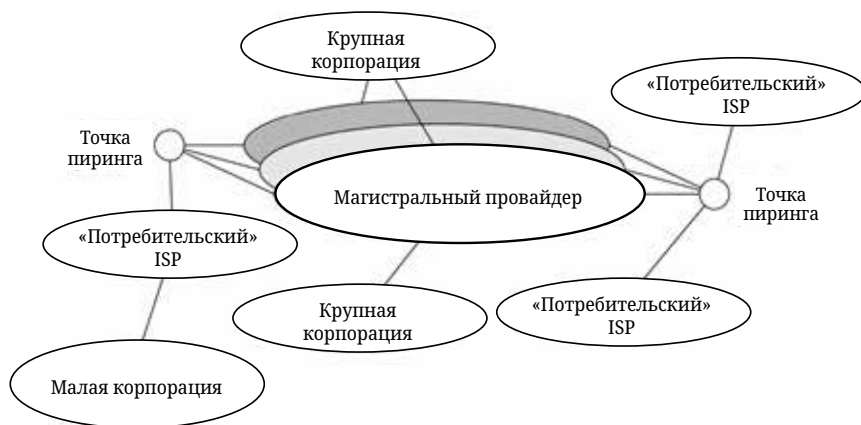 Крупная
корпорация
«Потребительский»
ISP
Точка
пиринга
Магистральный провайдер
Точка
пиринга
«Потребительский»
ISP
Крупная
корпорация
«Потребительский»
ISP
Малая корпорация